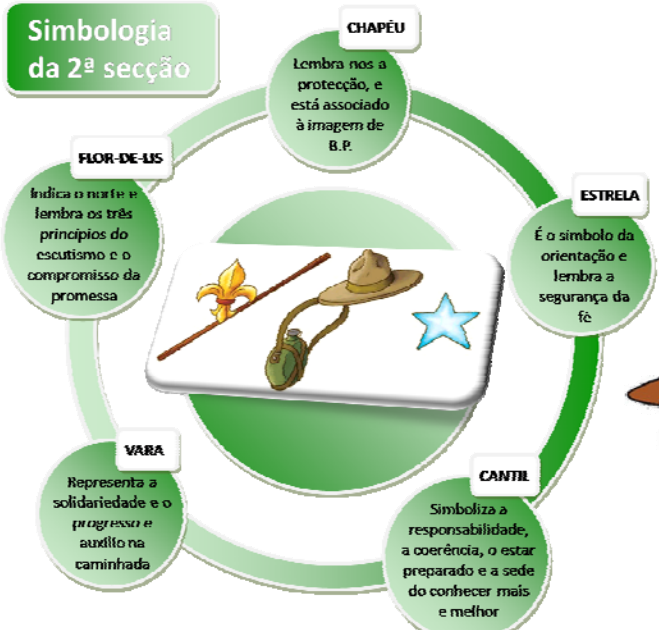 Simbologia
da 2ª secção
CHAPÉU
Lembra nos a
protecção, e
está associado
à imagem de
B.P.
ESTRELA
É o símbolo da
orientação e
lembra a
segurança da
fé
CANTIL
Simboliza a
responsabilidade,
a coerência, o estar
preparado e a sede
do conhecer mais
e melhor
VARA
Representa a
solidariedade e o
progresso e
auxílio na
caminhada
FLOR-DE-LIS
Indica o norte e
lembra os três
princípios do
escutismo e o
compromisso da
promessa